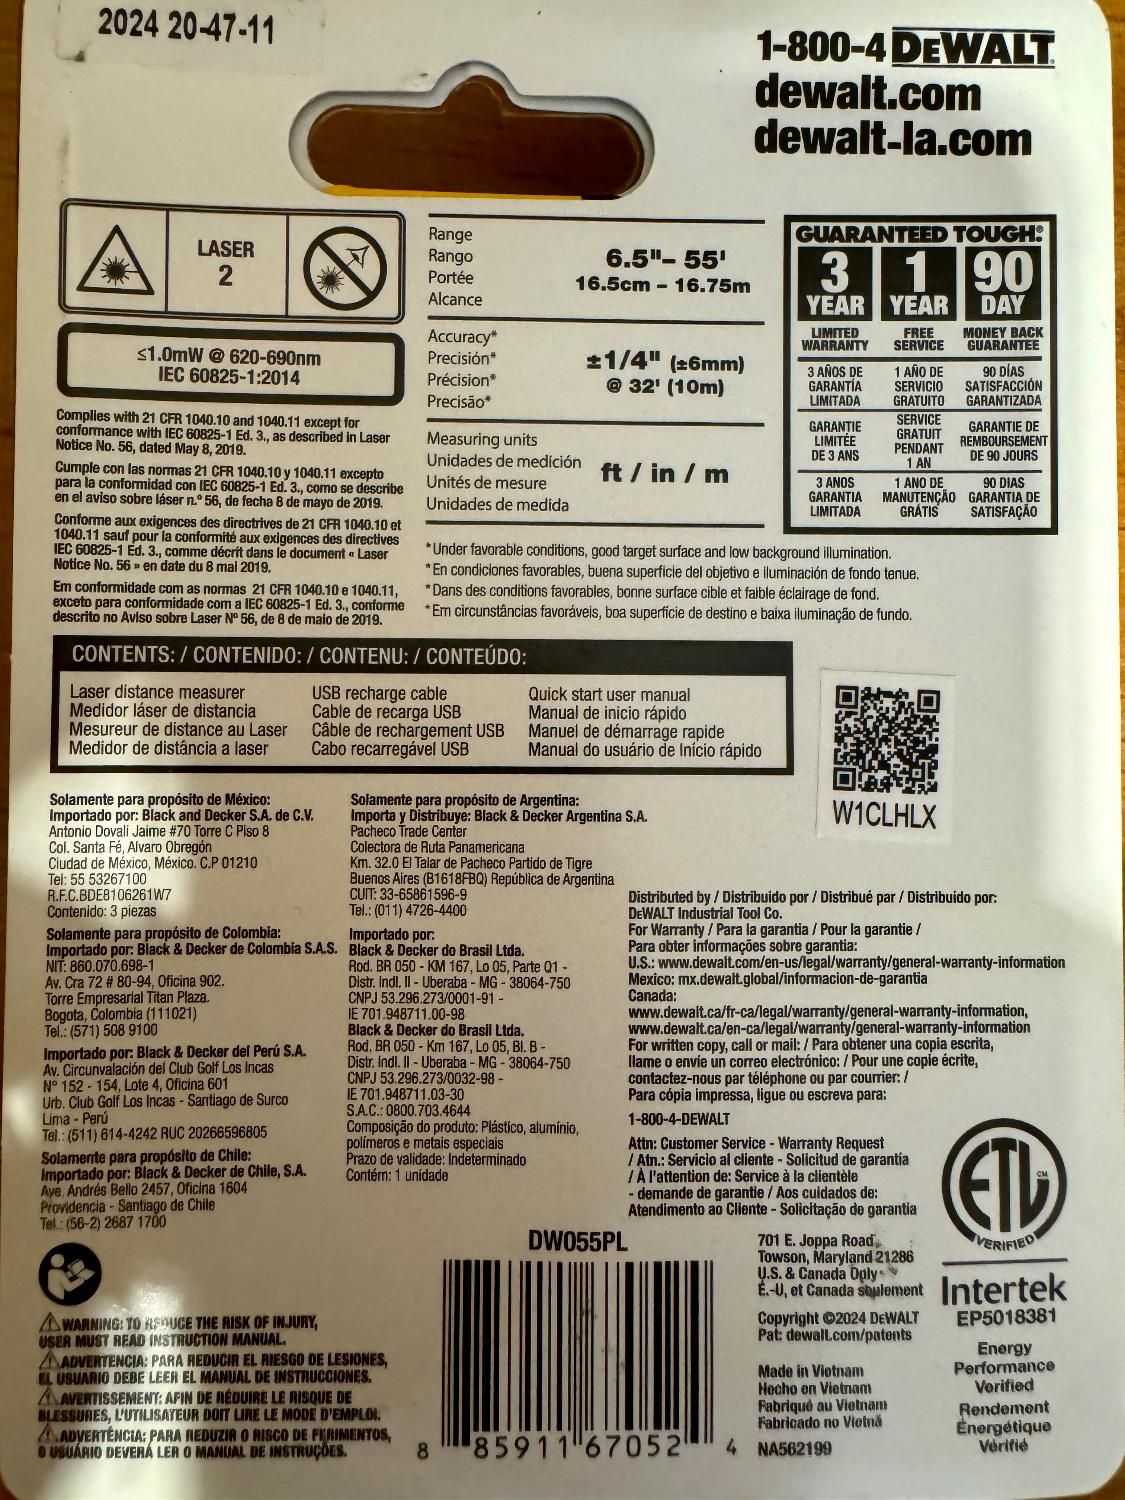 2024 20-47-11
1-800-4 DEWALT
dewalt.com
dewalt-la.com
LASER
2
≤1.0mW @ 620-690nm
IEC 60825-1:2014
Complies with 21 CFR 1040.10 and 1040.11 except for
conformance with IEC 60825-1 Ed. 3., as described in Laser
Notice No. 56, dated May 8, 2019.
Cumple con las normas 21 CFR 1040.10 y 1040.11 excepto
para la conformidad con IEC 60825-1 Ed. 3., como se describe
en el aviso sobre láser n.º 56, de fecha 8 de mayo de 2019.
Conforme aux exigences des directives de 21 CFR 1040.10 et
1040.11 sauf pour la conformité aux exigences des directives
IEC 60825-1 Ed. 3., comme décrit dans le document « Laser
Notice No. 56 » en date du 8 mai 2019.
Em conformidade com as normas 21 CFR 1040.10 e 1040.11,
exceto para conformidade com a IEC 60825-1 Ed. 3., conforme
descrito no Aviso sobre Laser Nº 56, de 8 de maio de 2019.
Range
Rango
Portée
Alcance
6.5"– 55'
16.5cm – 16.75m
Accuracy*
Precisión*
Précision*
Precisão*
±1/4" (±6mm)
@ 32' (10m)
Measuring units
Unidades de medición
Unités de mesure
Unidades de medida
ft / in / m
GUARANTEED TOUGH®
3 YEAR
1 YEAR
90 DAY
LIMITED WARRANTY
FREE SERVICE
MONEY BACK GUARANTEE
3 AÑOS DE GARANTÍA LIMITADA
1 AÑO DE SERVICIO GRATUITO
90 DÍAS SATISFACCIÓN GARANTIZADA
GARANTIE LIMITÉE DE 3 ANS
SERVICE GRATUIT PENDANT 1 AN
GARANTIE DE REMBOURSEMENT DE 90 JOURS
3 ANOS GARANTIA LIMITADA
1 ANO DE MANUTENÇÃO GRÁTIS
90 DIAS GARANTIA DE SATISFAÇÃO
*Under favorable conditions, good target surface and low background illumination.
*En condiciones favorables, buena superficie del objetivo e iluminación de fondo tenue.
*Dans des conditions favorables, bonne surface cible et faible éclairage de fond.
*Em circunstâncias favoráveis, boa superfície de destino e baixa iluminação de fundo.
CONTENTS: / CONTENIDO: / CONTENU: / CONTEÚDO:
Laser distance measurer
Medidor láser de distancia
Mesureur de distance au Laser
Medidor de distância a laser
USB recharge cable
Cable de recarga USB
Câble de rechargement USB
Cabo recarregável USB
Quick start user manual
Manual de inicio rápido
Manuel de démarrage rapide
Manual do usuário de Início rápido
W1CLHLX
Solamente para propósito de México:
Importado por: Black and Decker S.A. de C.V.
Antonio Dovali Jaime #70 Torre C Piso 8
Col. Santa Fé, Alvaro Obregón
Ciudad de México, México. C.P 01210
Tel: 55 53267100
R.F.C.BDE8106261W7
Contenido: 3 piezas
Solamente para propósito de Colombia:
Importado por: Black & Decker de Colombia S.A.S.
NIT: 860.070.698-1
Av. Cra 72 # 80-94, Oficina 902.
Torre Empresarial Titan Plaza.
Bogota, Colombia (111021)
Tel.: (571) 508 9100
Importado por: Black & Decker del Perú S.A.
Av. Circunvalación del Club Golf Los Incas
N° 152 - 154, Lote 4, Oficina 601
Urb. Club Golf Los Incas - Santiago de Surco
Lima - Perú
Tel.: (511) 614-4242 RUC 20266596805
Solamente para propósito de Chile:
Importado por: Black & Decker de Chile, S.A.
Ave. Andrés Bello 2457, Oficina 1604
Providencia - Santiago de Chile
Tel.: (56-2) 2687 1700
Solamente para propósito de Argentina:
Importa y Distribuye: Black & Decker Argentina S.A.
Pacheco Trade Center
Colectora de Ruta Panamericana
Km. 32.0 El Talar de Pacheco Partido de Tigre
Buenos Aires (B1618FBQ) República de Argentina
CUIT: 33-65861596-9
Tel.: (011) 4726-4400
Importado por:
Black & Decker do Brasil Ltda.
Rod. BR 050 - KM 167, Lo 05, Parte Q1 -
Distr. Indl. II - Uberaba - MG - 38064-750
CNPJ 53.296.273/0001-91 -
IE 701.948711.00-98
Black & Decker do Brasil Ltda.
Rod. BR 050 - Km 167, Lo 05, Bl. B -
Distr. Indl. II - Uberaba - MG - 38064-750
CNPJ 53.296.273/0032-98 -
IE 701.948711.03-30
S.A.C.: 0800.703.4644
Composição do produto: Plástico, alumínio,
polímeros e metais especiais
Prazo de validade: Indeterminado
Contém: 1 unidade
Distributed by / Distribuido por / Distribué par / Distribuído por:
DEWALT Industrial Tool Co.
For Warranty / Para la garantie / Pour la garantie /
Para obter informações sobre garantia:
U.S.: www.dewalt.com/en-us/legal/warranty/general-warranty-information
Mexico: mx.dewalt.global/informacion-de-garantia
Canada:
www.dewalt.ca/fr-ca/legal/warranty/general-warranty-information,
www.dewalt.ca/en-ca/legal/warranty/general-warranty-information
For written copy, call or mail: / Para obtener una copia escrita,
llame o envíe un correo electrónico: / Pour une copie écrite,
contactez-nous par téléphone ou par courrier: /
Para cópia impressa, ligue ou escreva para:
1-800-4-DEWALT
Attn: Customer Service - Warranty Request
/ Atn.: Servicio al cliente - Solicitud de garantia
/ À l'attention de: Service à la clientèle
- demande de garantie / Aos cuidados de:
Atendimento ao Cliente - Solicitação de garantia
701 E. Joppa Road,
Towson, Maryland 21286
U.S. & Canada Only
É.-U, et Canada seulement
Copyright ©2024 DEWALT
Pat: dewalt.com/patents
Made in Vietnam
Hecho en Vietnam
Fabriqué au Vietnam
Fabricado no Vietnã
NA562199
ETL CM
VERIFIED
Intertek
EP5018381
Energy
Performance
Verified
Rendement
Énergétique
Vérifié
DW055PL
8 85911 67052 4
WARNING: TO REDUCE THE RISK OF INJURY,
USER MUST READ INSTRUCTION MANUAL.
ADVERTENCIA: PARA REDUCIR EL RIESGO DE LESIONES,
EL USUARIO DEBE LEER EL MANUAL DE INSTRUCCIONES.
AVERTISSEMENT: AFIN DE RÉDUIRE LE RISQUE DE
BLESSURES, L'UTILISATEUR DOIT LIRE LE MODE D'EMPLOI.
ADVERTÊNCIA: PARA REDUZIR O RISCO DE FERIMENTOS,
O USUÁRIO DEVERÁ LER O MANUAL DE INSTRUÇÕES.